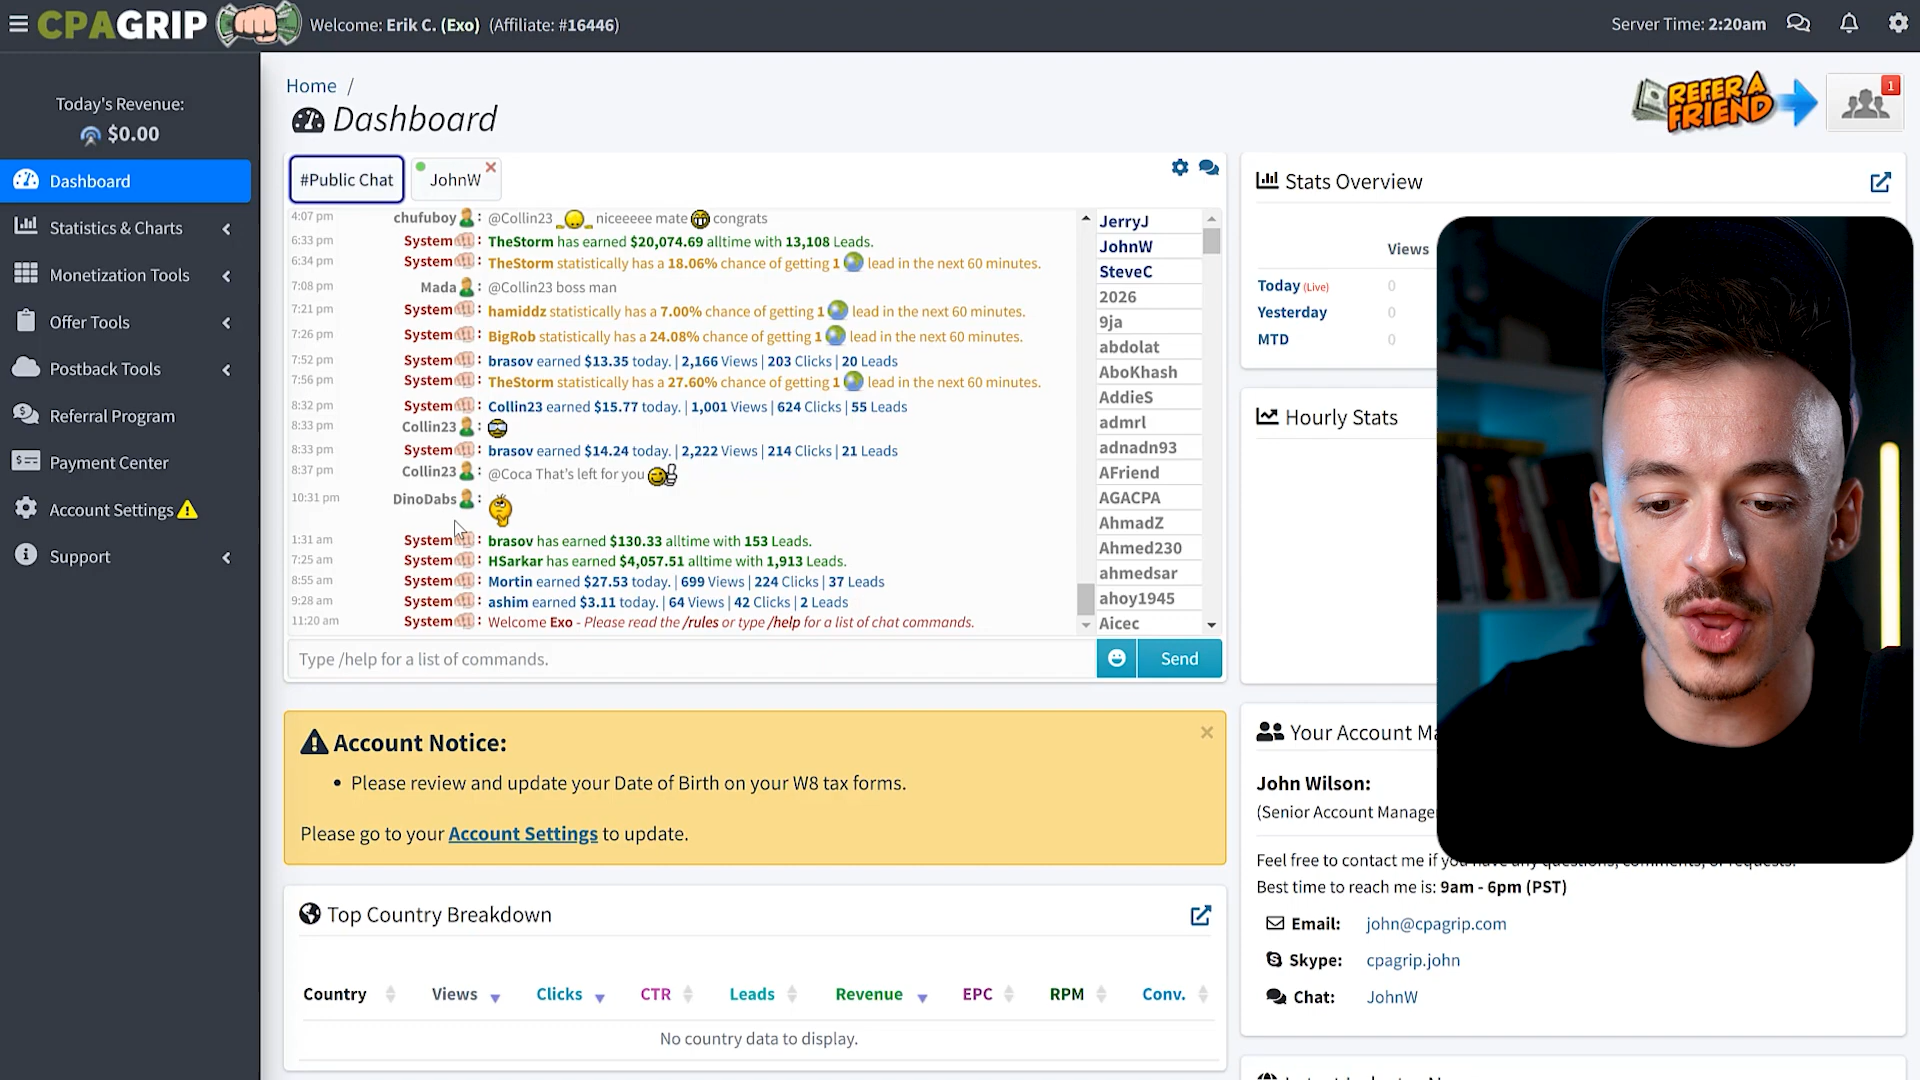 CPAGRIP
Welcome: Erik C. (Exo) (Affiliate: #16446)
Server Time: 2:20am
Today's Revenue:
$0.00
Dashboard
Statistics & Charts
Monetization Tools
Offer Tools
Postback Tools
Referral Program
Payment Center
Account Settings
Support
Home /
Dashboard
REFER A
FRIEND
1
#Public Chat
JohnW
4:07 pm chufuboy : @Collin23 niceeeee mate congrats
6:33 pm System : TheStorm has earned $20,074.69 alltime with 13,108 Leads.
6:34 pm System : TheStorm statistically has a 18.06% chance of getting 1 lead in the next 60 minutes.
7:08 pm Mada : @Collin23 boss man
7:21 pm System : hamiddz statistically has a 7.00% chance of getting 1 lead in the next 60 minutes.
7:26 pm System : BigRob statistically has a 24.08% chance of getting 1 lead in the next 60 minutes.
7:52 pm System : brasov earned $13.35 today. | 2,166 Views | 203 Clicks | 20 Leads
7:56 pm System : TheStorm statistically has a 27.60% chance of getting 1 lead in the next 60 minutes.
8:32 pm System : Collin23 earned $15.77 today. | 1,001 Views | 624 Clicks | 55 Leads
8:33 pm Collin23 :
8:33 pm System : brasov earned $14.24 today. | 2,222 Views | 214 Clicks | 21 Leads
8:37 pm Collin23 : @Coca That's left for you
10:31 pm DinoDabs :
1:31 am System : brasov has earned $130.33 alltime with 153 Leads.
7:25 am System : HSarkar has earned $4,057.51 alltime with 1,913 Leads.
8:55 am System : Mortin earned $27.53 today. | 699 Views | 224 Clicks | 37 Leads
9:28 am System : ashim earned $3.11 today. | 64 Views | 42 Clicks | 2 Leads
11:20 am System : Welcome Exo - Please read the /rules or type /help for a list of chat commands.
JerryJ
JohnW
SteveC
2026
9ja
abdolat
AboKhash
AddieS
admrl
adnadn93
AFriend
AGACPA
AhmadZ
Ahmed230
ahmedsar
ahoy1945
Aicec
Type /help for a list of commands.
Send
Account Notice:
• Please review and update your Date of Birth on your W8 tax forms.
Please go to your Account Settings to update.
Top Country Breakdown
Country Views Clicks CTR Leads Revenue EPC RPM Conv.
No country data to display.
Stats Overview
Views
Today (Live) 0
Yesterday 0
MTD 0
Hourly Stats
Your Account Ma
John Wilson:
(Senior Account Manage
Feel free to contact me if you have any questions, comments, or requests.
Best time to reach me is: 9am - 6pm (PST)
Email: john@cpagrip.com
Skype: cpagrip.john
Chat: JohnW